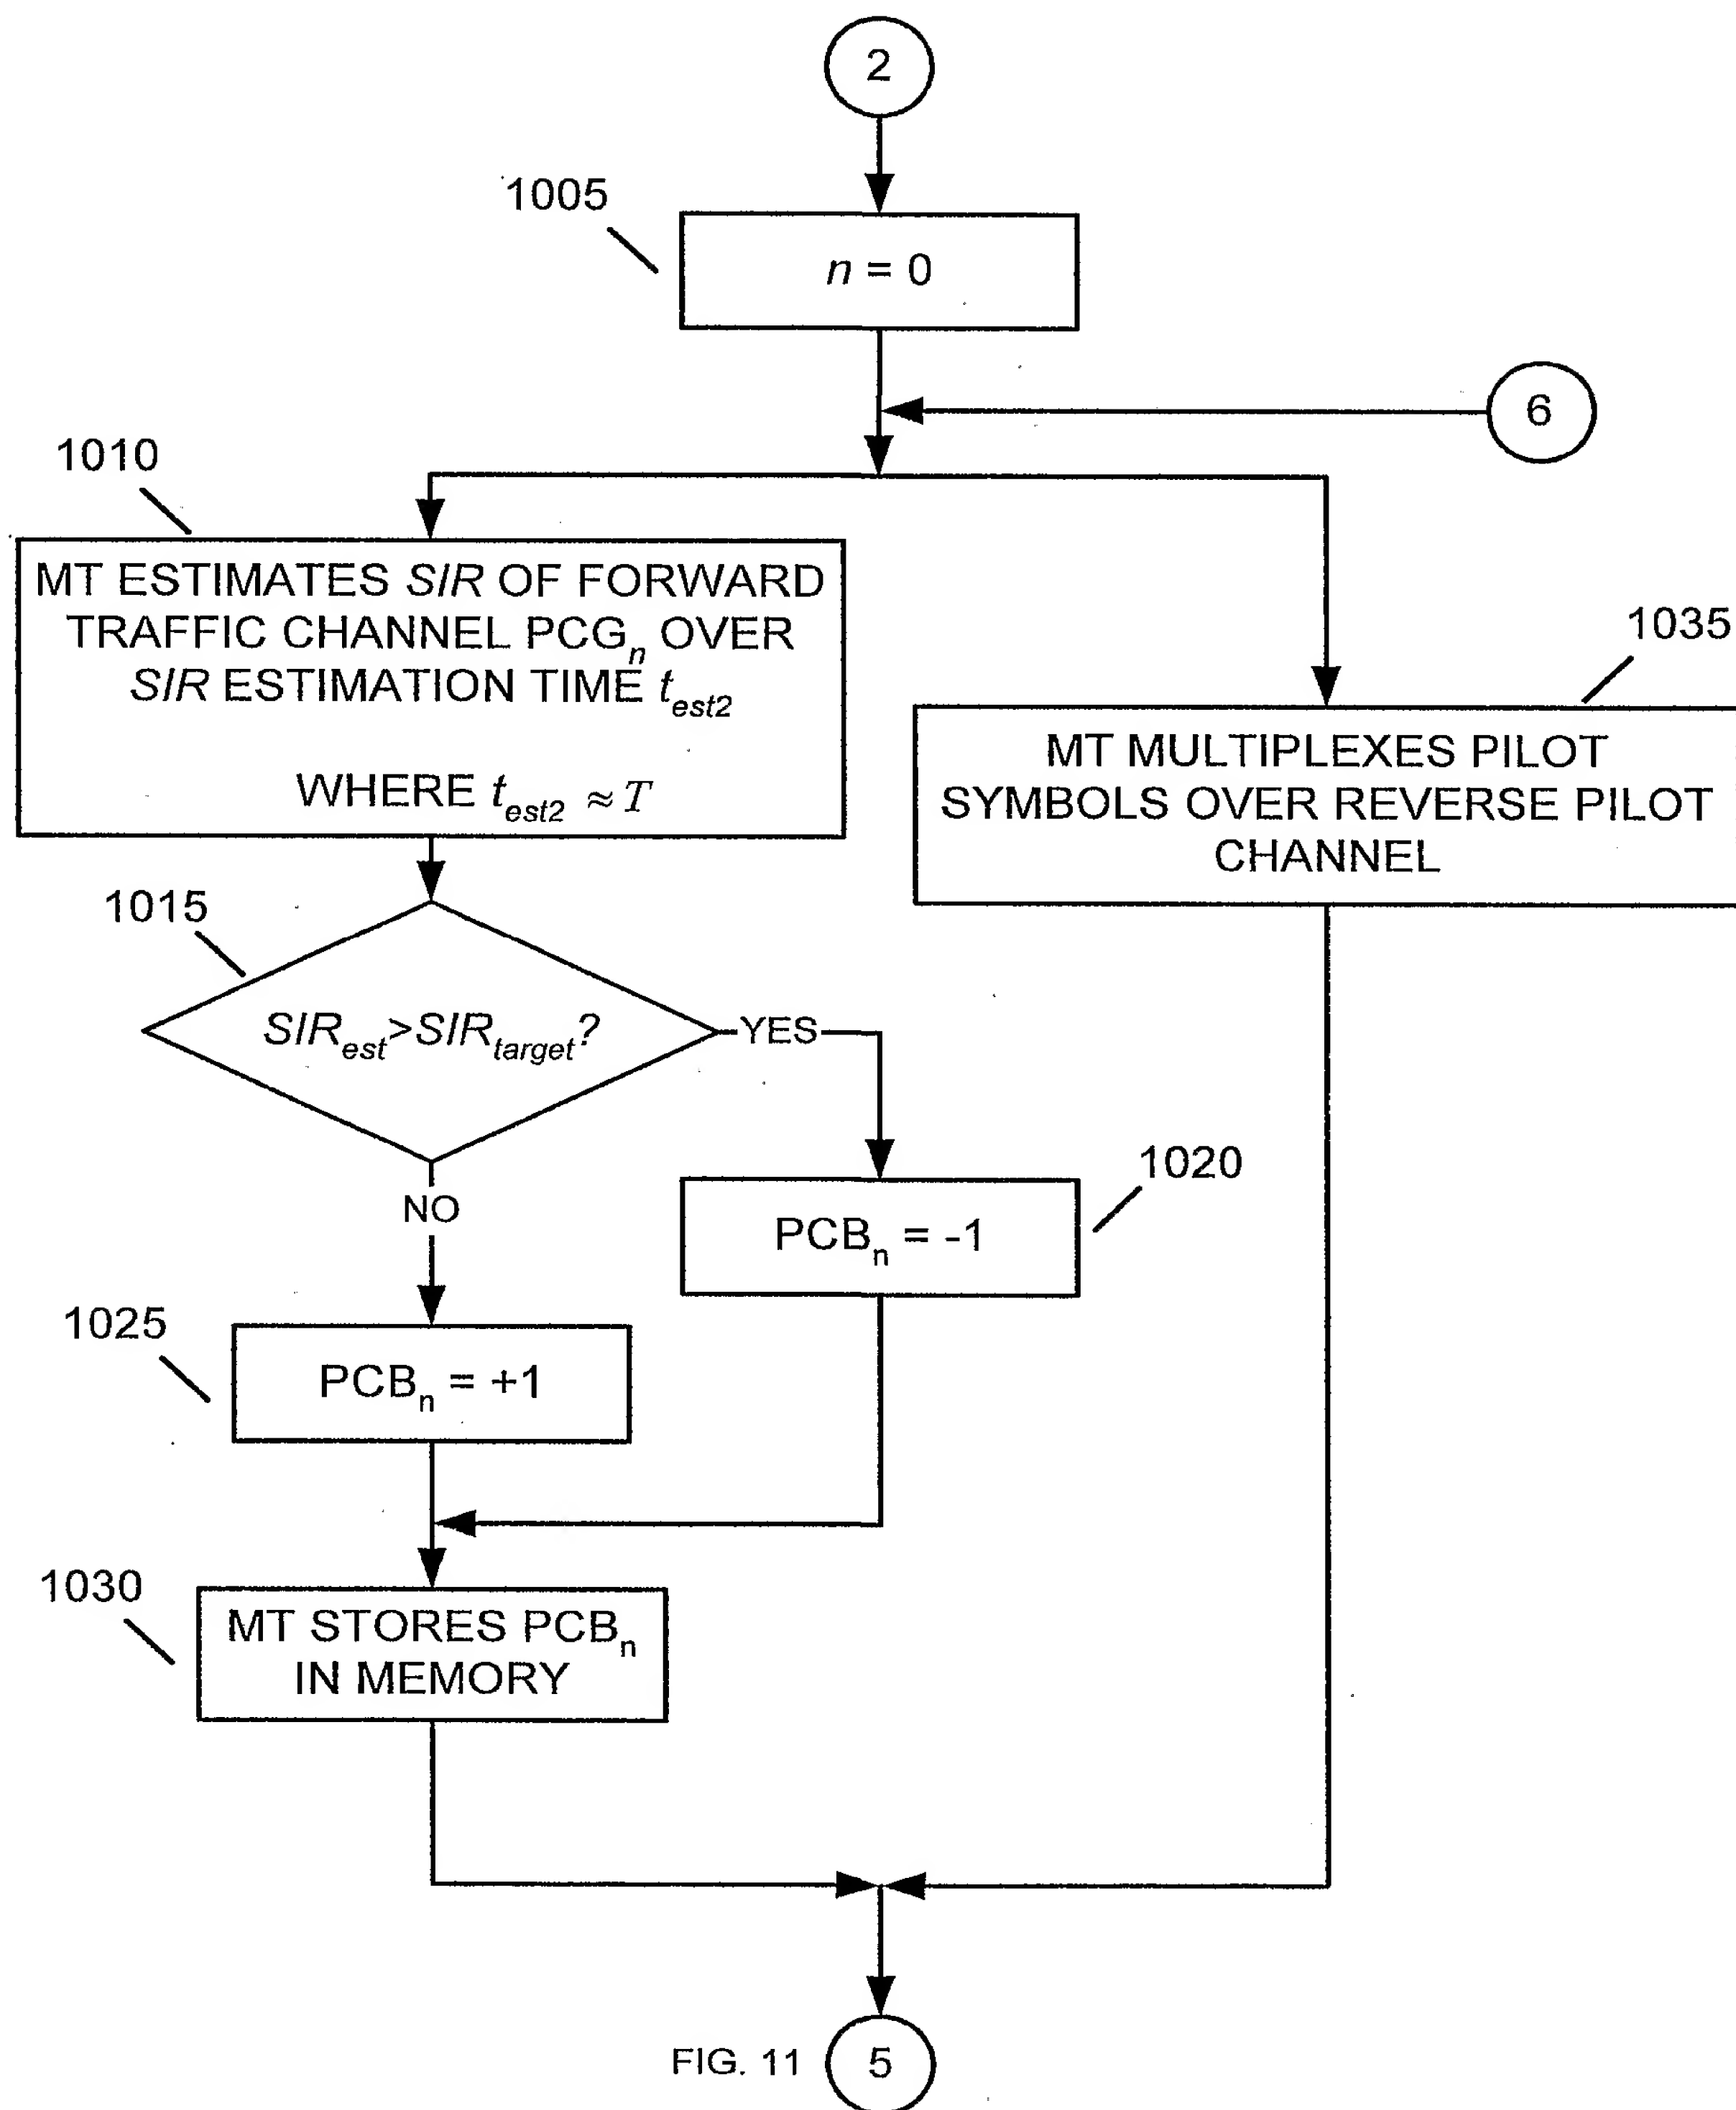 2
1005
n = 0
6
1010
MT ESTIMATES SIR OF FORWARD
TRAFFIC CHANNEL PCGn OVER
SIR ESTIMATION TIME test2
WHERE test2 ≈ T
1035
MT MULTIPLEXES PILOT
SYMBOLS OVER REVERSE PILOT
CHANNEL
1015
SIRest>SIRtarget?
YES
NO
1020
PCBn = -1
1025
PCBn = +1
1030
MT STORES PCBn
IN MEMORY
FIG. 11
5